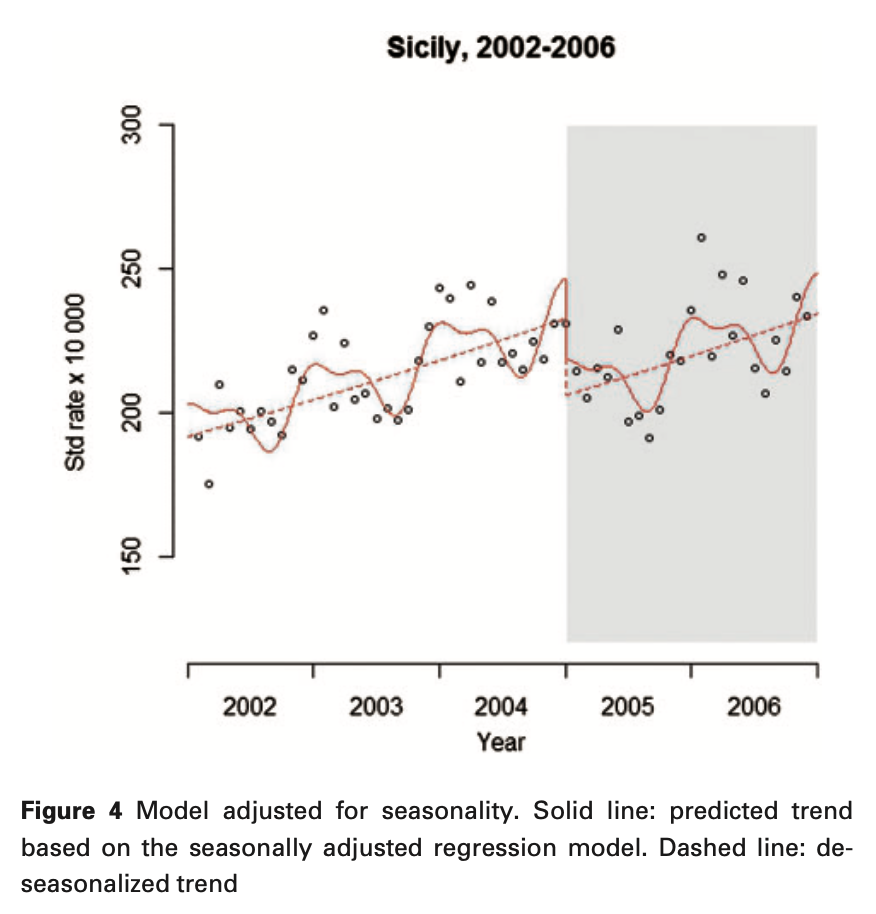 Sicily, 2002-2006
300
250
200
150
Std rate x 10 000
2002 2003 2004 2005 2006
Year
Figure 4 Model adjusted for seasonality. Solid line: predicted trend
based on the seasonally adjusted regression model. Dashed line: de-
seasonalized trend